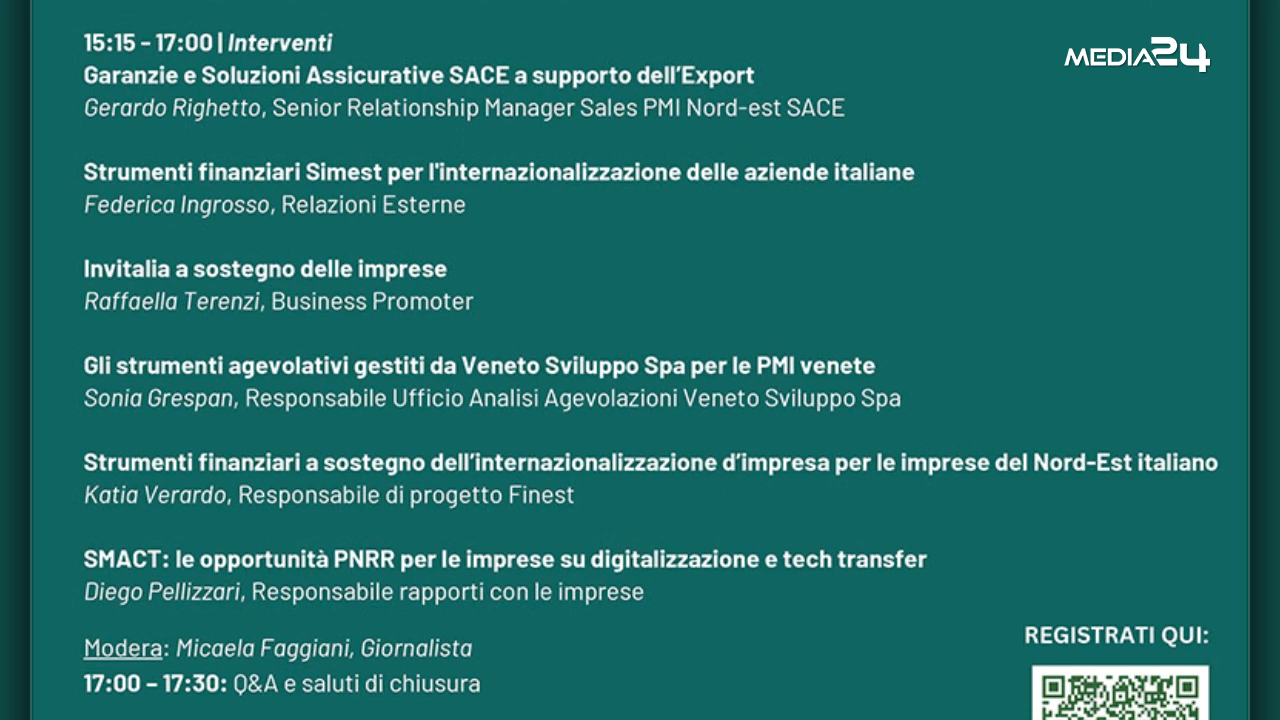 15:15 - 17:00 | Interventi
MEDIA24
Garanzie e Soluzioni Assicurative SACE a supporto dell’Export
Gerardo Righetto, Senior Relationship Manager Sales PMI Nord-est SACE
Strumenti finanziari Simest per l'internazionalizzazione delle aziende italiane
Federica Ingrosso, Relazioni Esterne
Invitalia a sostegno delle imprese
Raffaella Terenzi, Business Promoter
Gli strumenti agevolativi gestiti da Veneto Sviluppo Spa per le PMI venete
Sonia Grespan, Responsabile Ufficio Analisi Agevolazioni Veneto Sviluppo Spa
Strumenti finanziari a sostegno dell’internazionalizzazione d’impresa per le imprese del Nord-Est italiano
Katia Verardo, Responsabile di progetto Finest
SMACT: le opportunità PNRR per le imprese su digitalizzazione e tech transfer
Diego Pellizzari, Responsabile rapporti con le imprese
Modera: Micaela Faggiani, Giornalista
17:00 – 17:30: Q&A e saluti di chiusura
REGISTRATI QUI: